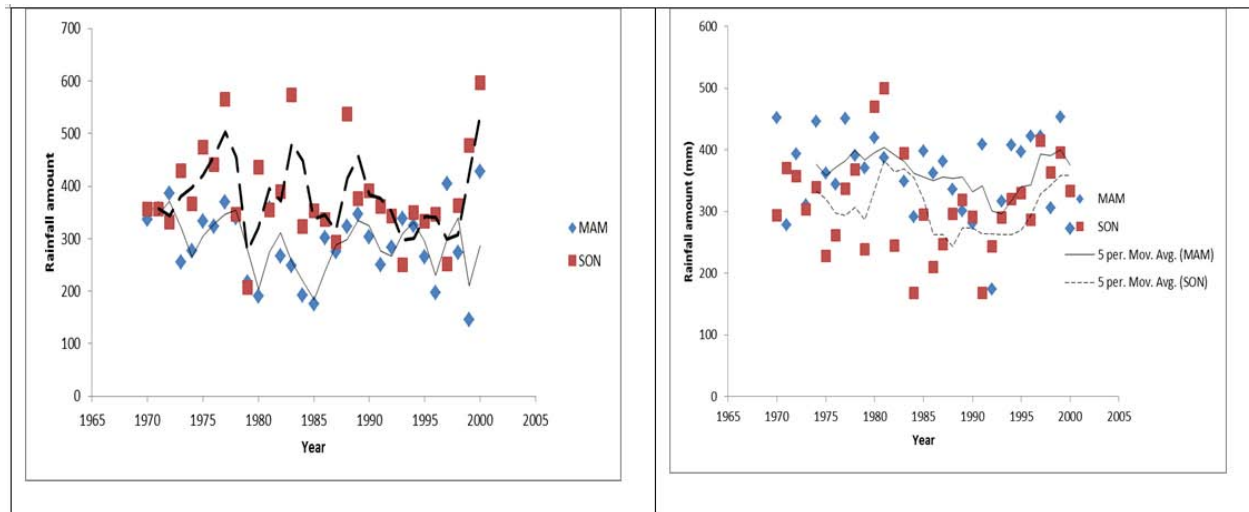 700
600
500
400
300
200
100
0
Rainfall amount
1965 1970 1975 1980 1985 1990 1995 2000 2005
Year
MAM
SON
600
500
400
300
200
100
0
Rainfall amount (mm)
1965 1970 1975 1980 1985 1990 1995 2000 2005
Year
MAM
SON
5 per. Mov. Avg. (MAM)
5 per. Mov. Avg. (SON)